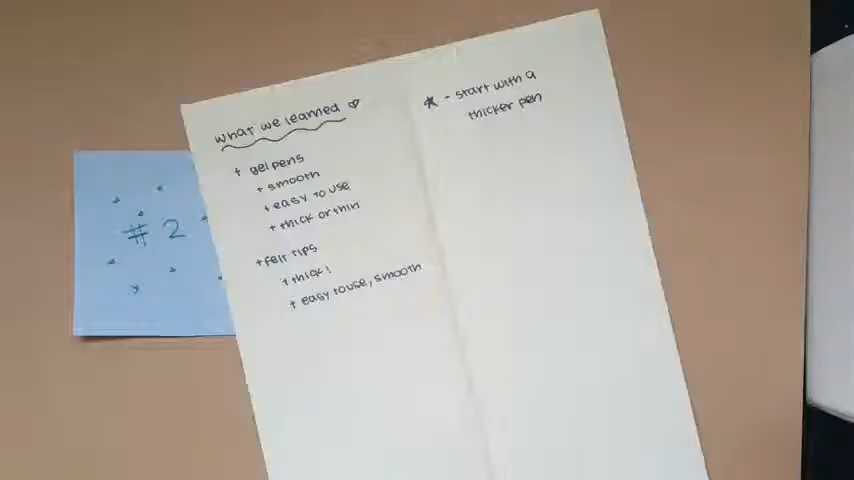 what we learned ♡
+ gel pens
+ smooth
+ easy to use
+ thick or thin
+ felt tips
+ thick!
+ easy to use, smooth
* - start with a
thicker pen
#2